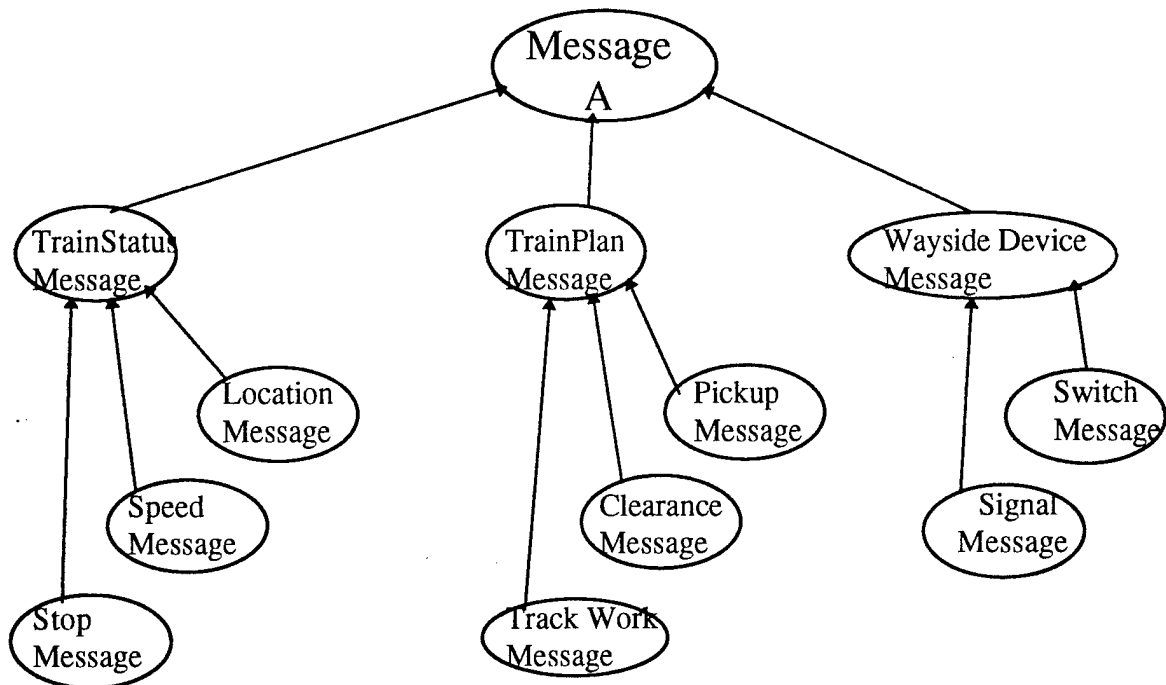 Message
A
TrainStatus
Message
TrainPlan
Message
Wayside Device
Message
Location
Message
Pickup
Message
Switch
Message
Speed
Message
Clearance
Message
Signal
Message
Stop
Message
Track Work
Message